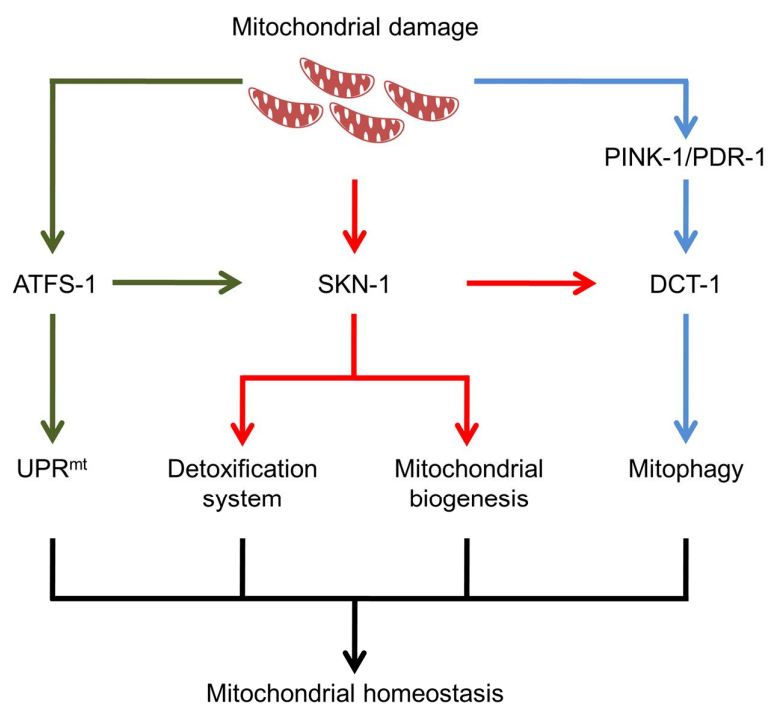 Mitochondrial damage
PINK-1/PDR-1
ATFS-1
SKN-1
DCT-1
UPRmt
Detoxification
system
Mitochondrial
biogenesis
Mitophagy
Mitochondrial homeostasis